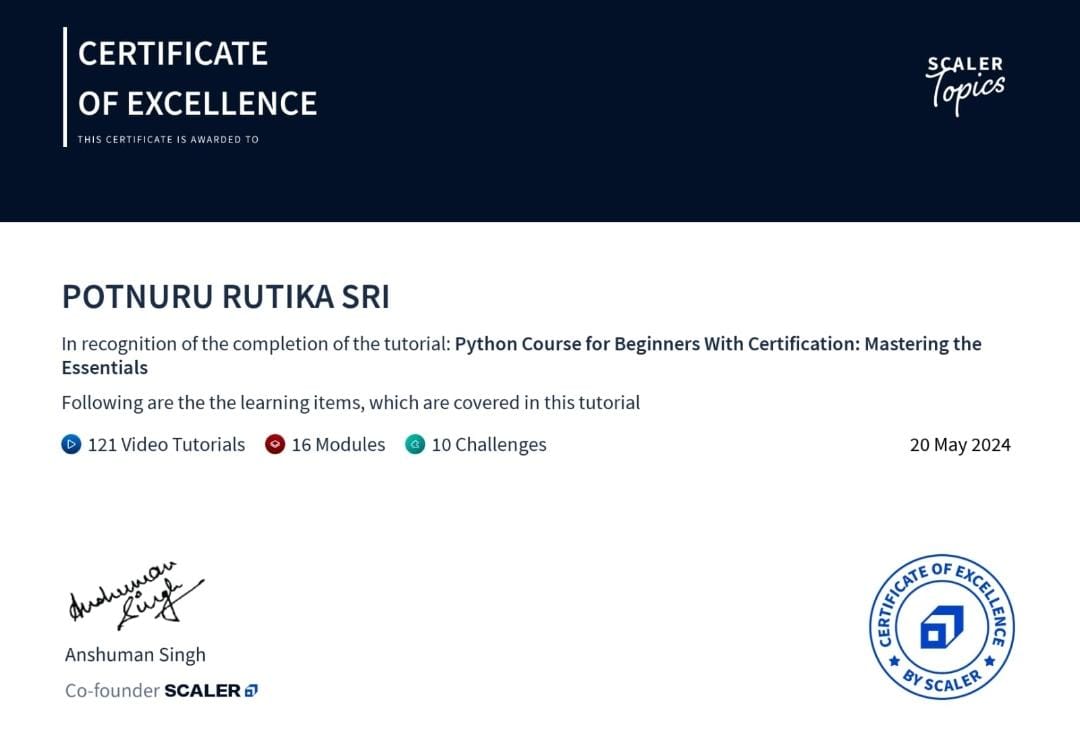 CERTIFICATE
OF EXCELLENCE
THIS CERTIFICATE IS AWARDED TO
SCALER
Topics
POTNURU RUTIKA SRI
In recognition of the completion of the tutorial: Python Course for Beginners With Certification: Mastering the
Essentials
Following are the the learning items, which are covered in this tutorial
121 Video Tutorials 16 Modules 10 Challenges 20 May 2024
Anshuman
Singh
Anshuman Singh
Co-founder SCALER
CERTIFICATE OF EXCELLENCE
BY SCALER